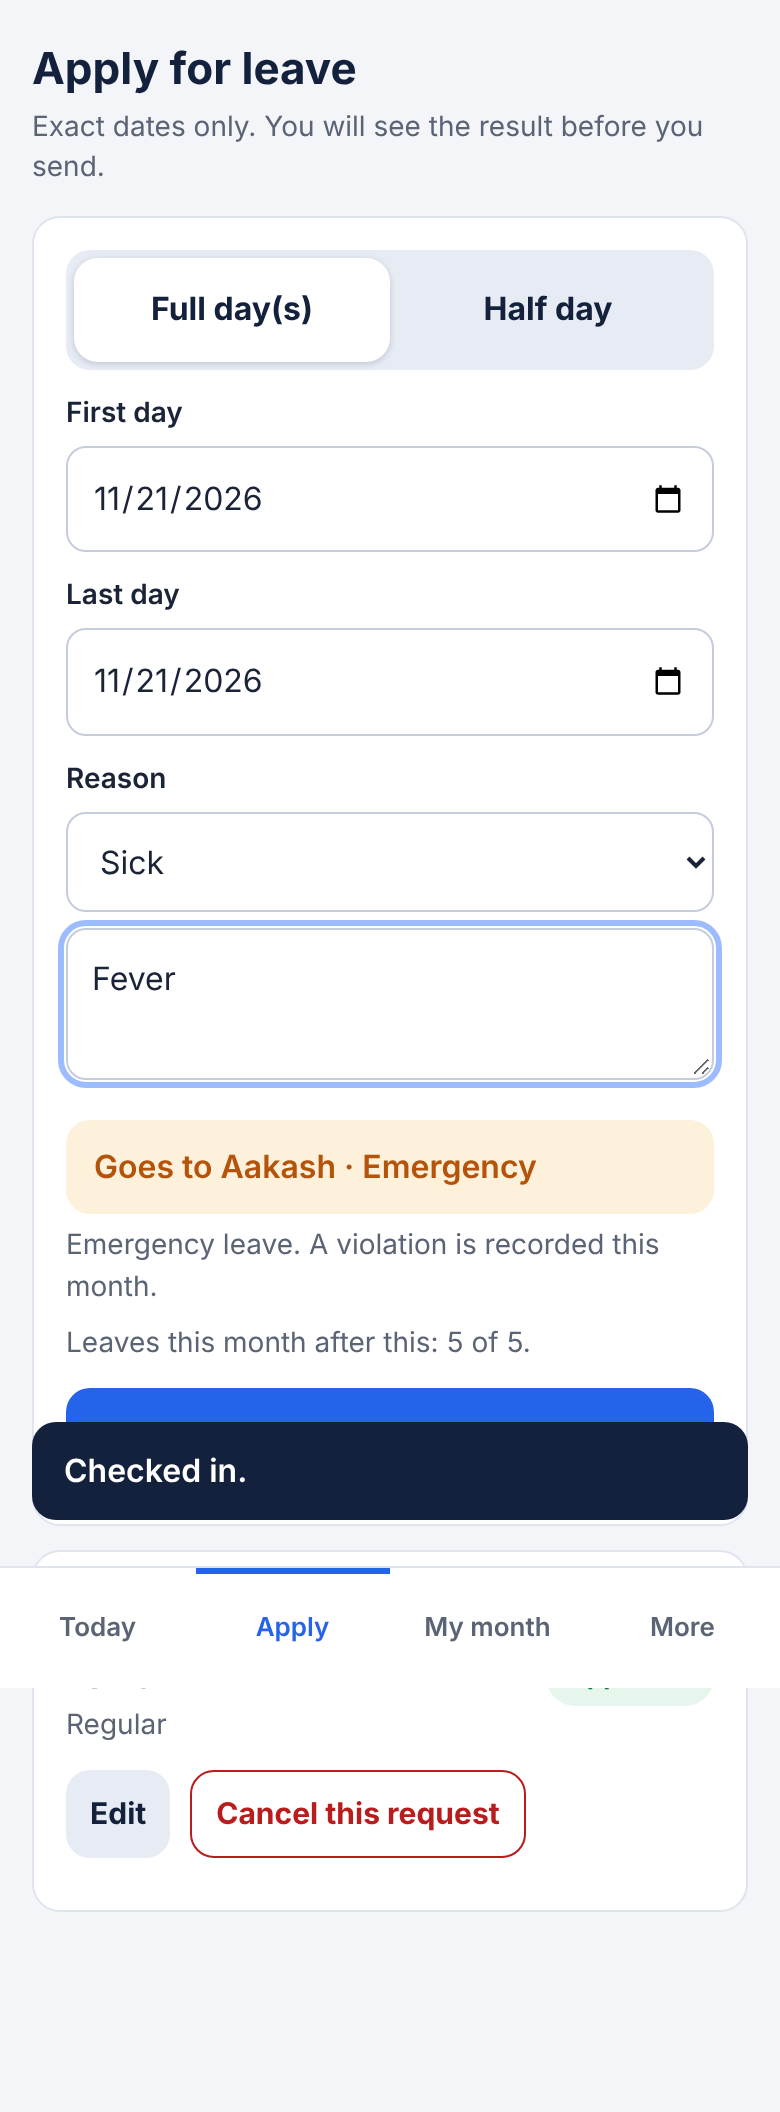 Apply for leave
Exact dates only. You will see the result before you
send.
Full day(s)
Half day
First day
11/21/2026
Last day
11/21/2026
Reason
Sick
Fever
Goes to Aakash · Emergency
Emergency leave. A violation is recorded this
month.
Leaves this month after this: 5 of 5.
Checked in.
Today
Apply
My month
More
Regular
Edit
Cancel this request